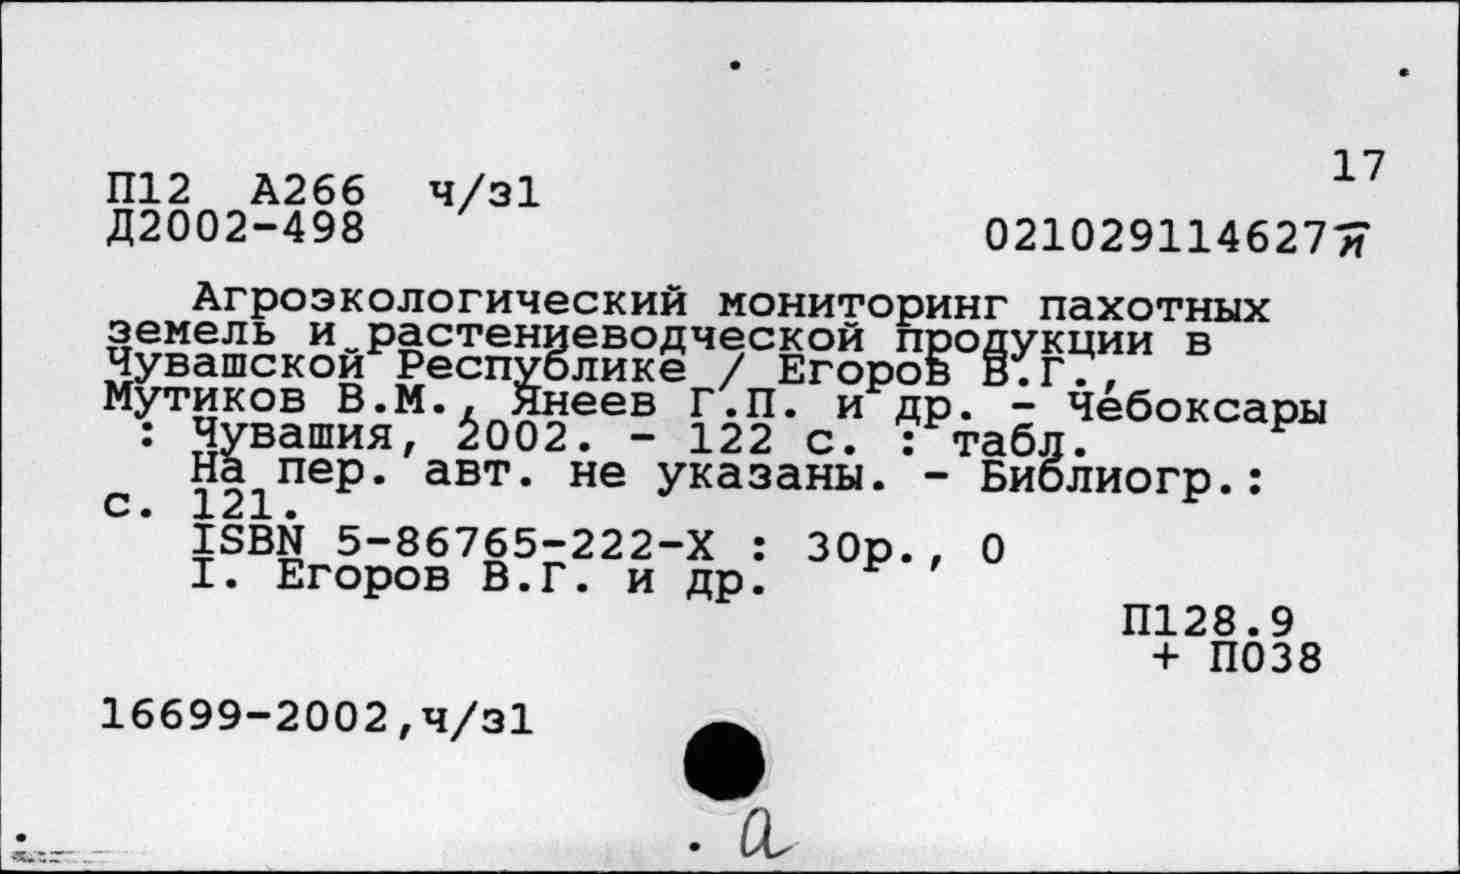 17
П12 А266 ч/з1
Д2002-498
021029114627И
Агроэкологический мониторинг пахотных
земель и растениеводческой продукции в
Чувашской Республике / Егоров В.Г.,
Мутиков В.М., Янеев Г.П. и др. - Чебоксары
: Чувашия, 2002. - 122 с. : табл.
На пер. авт. не указаны. - Библиогр.:
с. 121.
ISBN 5-86765-222-X : 30р., 0
I. Егоров В.Г. и др.
П128.9
+ П038
16699-2002,ч/з1
а